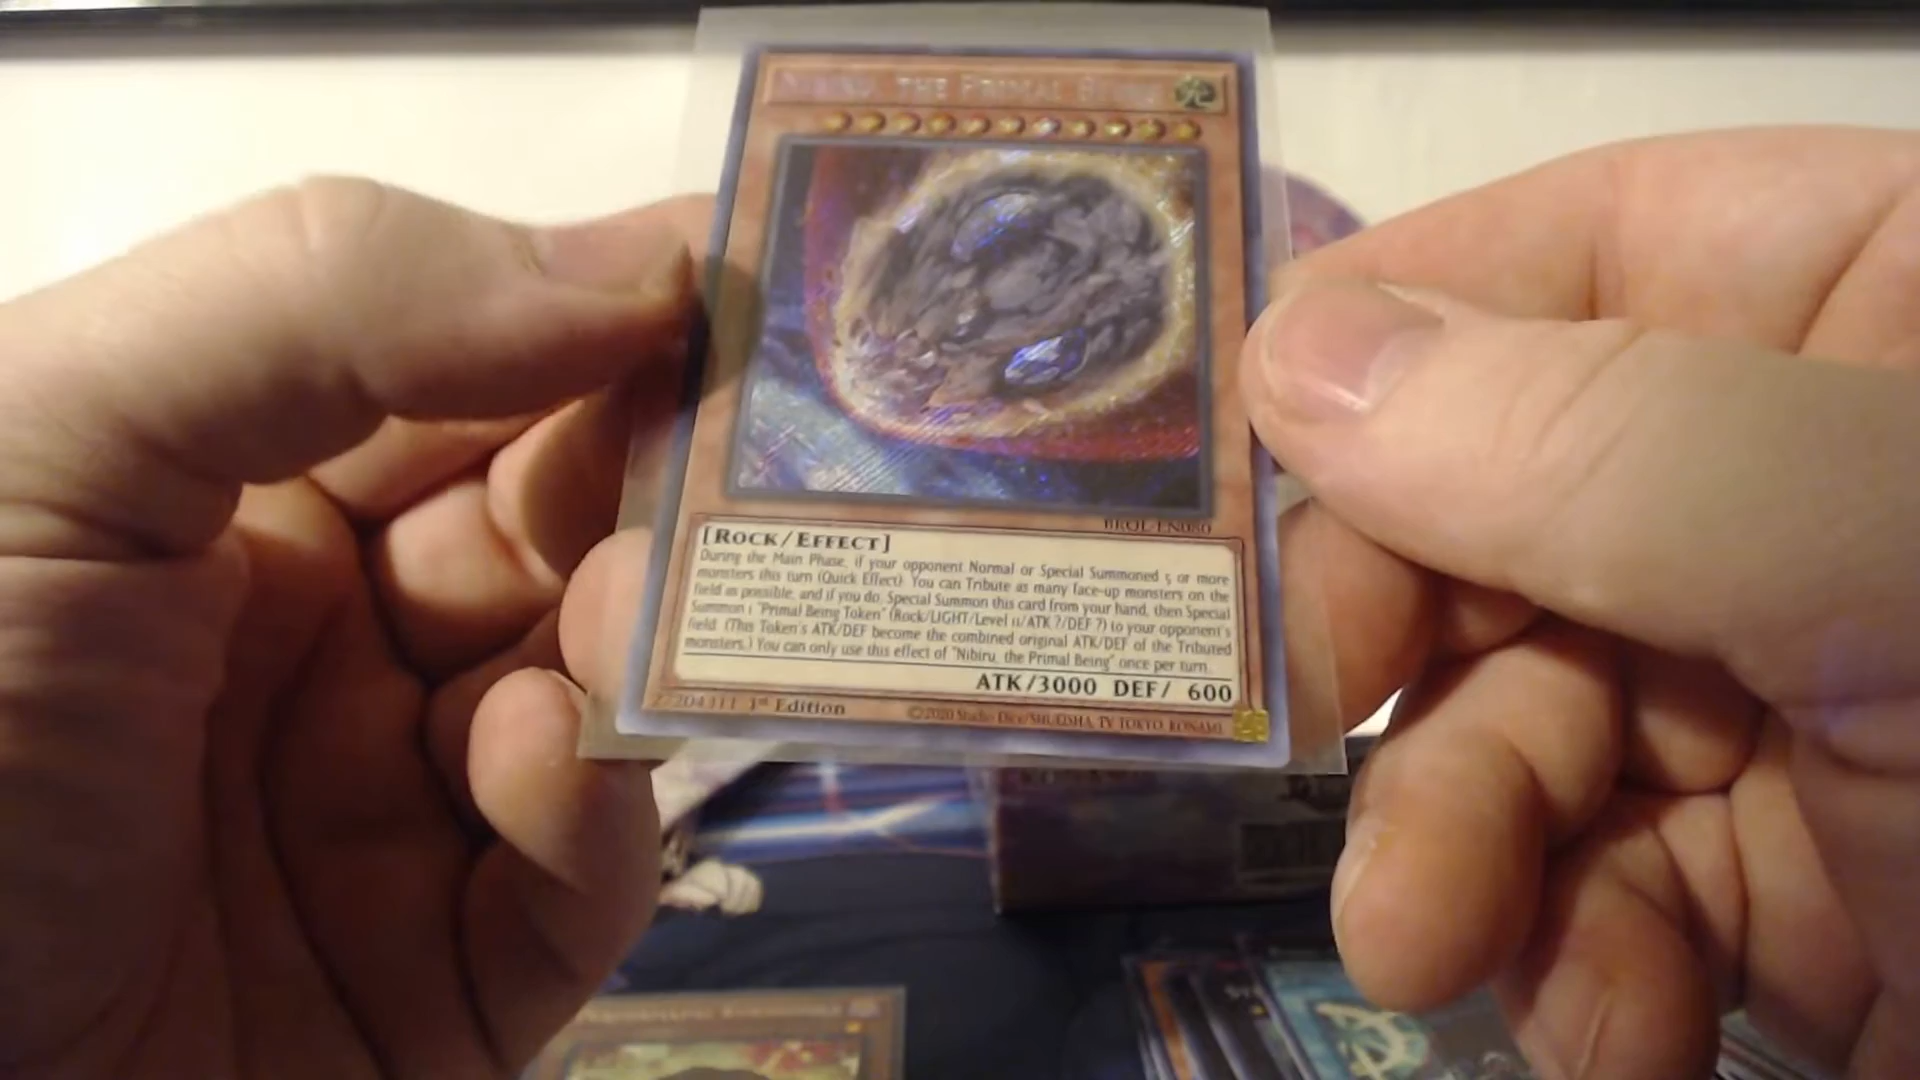 Nibiru, the Primal Being
BROL-EN080
[Rock/Effect]
During the Main Phase, if your opponent Normal or Special Summoned 5 or more
monsters this turn (Quick Effect): You can Tribute as many face-up monsters on the
field as possible, and if you do, Special Summon this card from your hand, then Special
Summon 1 "Primal Being Token" (Rock/LIGHT/Level 11/ATK ?/DEF ?) to your opponent's
field. (This Token's ATK/DEF become the combined original ATK/DEF of the Tributed
monsters.) You can only use this effect of "Nibiru, the Primal Being" once per turn.
ATK/3000 DEF/ 600
27204311 1st Edition ©2020 Studio Dice/SHUEISHA, TV TOKYO, KONAMI